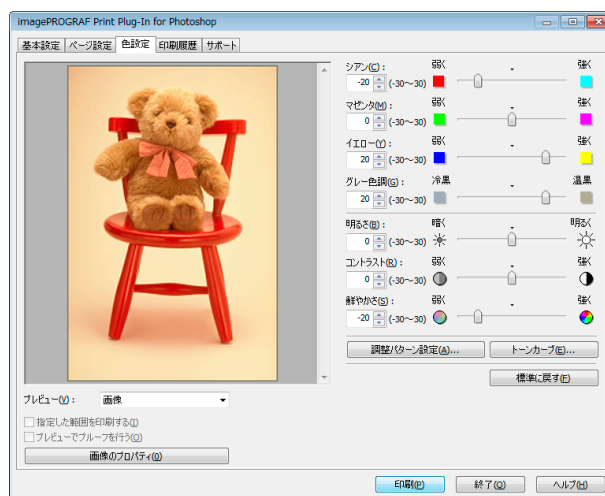 imagePROGRAF Print Plug-In for Photoshop
基本設定 ページ設定 色設定 印刷履歴 サポート
シアン(C): 弱く 強く
-20 (-30～30)
マゼンタ(M): 弱く 強く
0 (-30～30)
イエロー(Y): 弱く 強く
20 (-30～30)
グレー色調(G): 冷黒 温黒
20 (-30～30)
明るさ(B): 暗く 明るく
0 (-30～30)
コントラスト(R): 弱く 強く
0 (-30～30)
鮮やかさ(S): 弱く 強く
-20 (-30～30)
調整パターン設定(A)... トーンカーブ(E)...
標準に戻す(F)
プレビュー(V): 画像
指定した範囲を印刷する(I)
プレビューでプルーフを行う(O)
画像のプロパティ(0)
印刷(P) 終了(Q) ヘルプ(H)